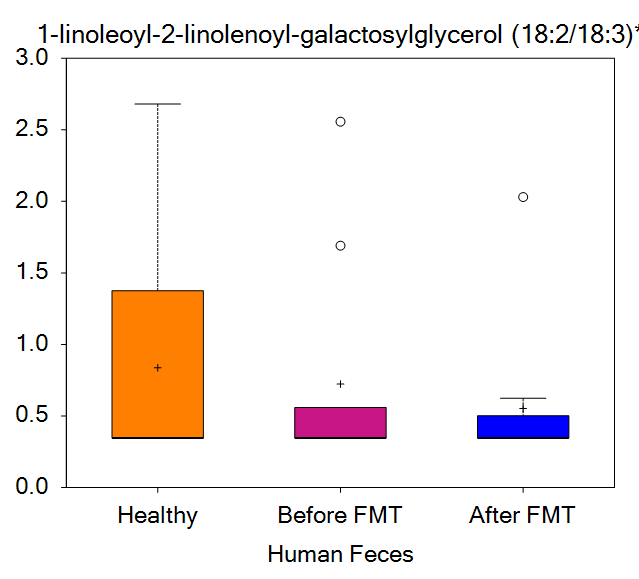 1-linoleoyl-2-linolenoyl-galactosylglycerol (18:2/18:3)*
3.0
2.5
2.0
1.5
1.0
0.5
0.0
Healthy Before FMT After FMT
Human Feces